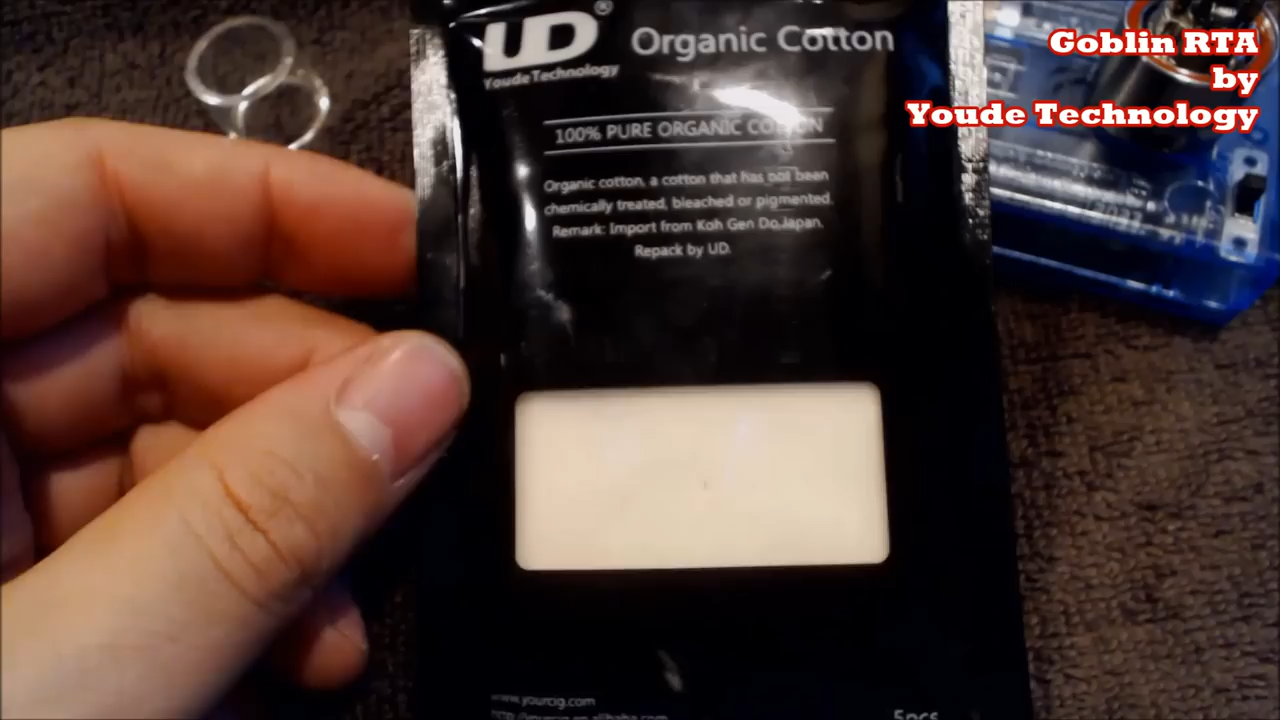 UD®
Youde Technology
Organic Cotton
100% PURE ORGANIC COTTON
Organic cotton, a cotton that has not been
chemically treated, bleached or pigmented.
Remark: Import from Koh Gen Do,Japan.
Repack by UD.
www.yourcig.com
5pcs
Goblin RTA
by
Youde Technology